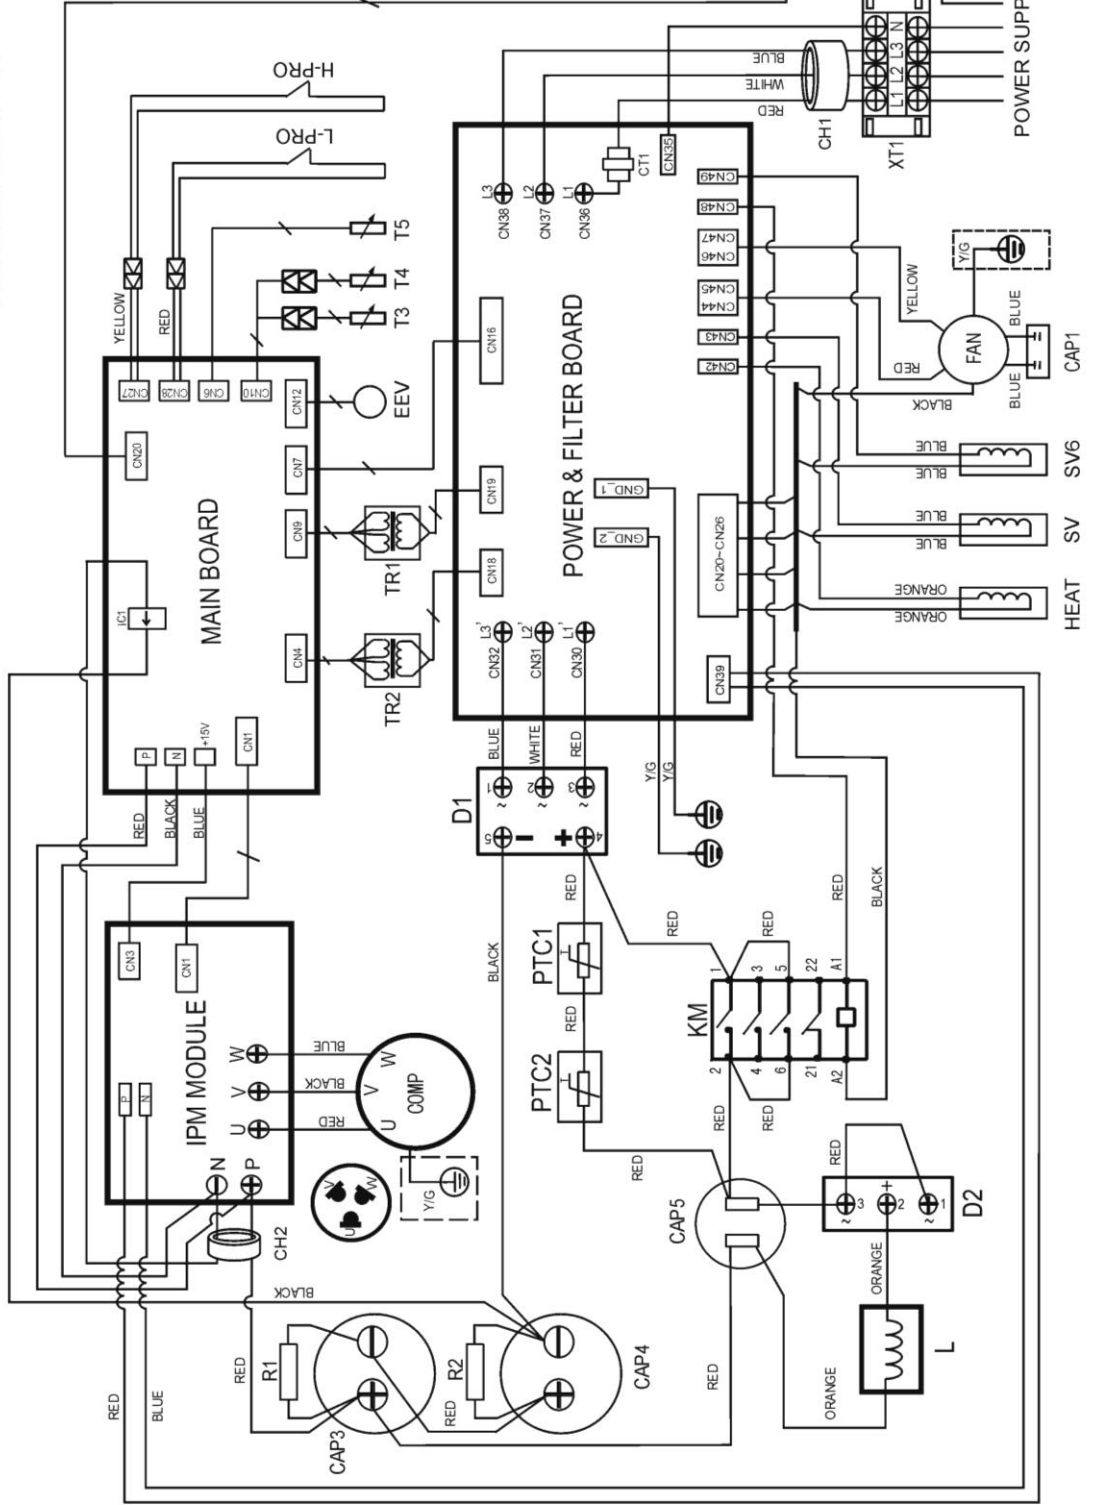 POWER SUPP
N
L3
L2
L1
XT1
CH1
BLUE
WHITE
RED
H-PRO
L-PRO
T5
T4
T3
YELLOW
RED
CN27
CN28
CN6
CN10
CN20
CN12
EEV
CN7
CN9
CN4
TR1
TR2
MAIN BOARD
IC1
P
N
+15V
CN1
RED
BLACK
BLUE
L3
CN38
L2
CN37
L1
CN36
CT1
CN35
CN49
CN48
CN47
CN46
CN45
CN44
CN43
CN42
CN16
CN19
CN18
POWER & FILTER BOARD
GND_1
GND_2
CN20~CN26
CN39
L3'
CN32
L2'
CN31
L1'
CN30
BLUE
WHITE
RED
Y/G
Y/G
YELLOW
RED
BLACK
FAN
Y/G
BLUE
BLUE
CAP1
BLUE
BLUE
SV6
BLUE
BLUE
SV
ORANGE
ORANGE
HEAT
D1
1
2
3
~
~
~
5
4
−
+
CN3
CN1
IPM MODULE
P
N
W
V
U
N
P
BLUE
BLACK
RED
U
V
W
COMP
Y/G
U
V
W
CH2
BLACK
BLACK
RED
PTC1
RED
PTC2
RED
RED
RED
KM
1
3
5
22
A1
2
4
6
21
A2
RED
RED
RED
BLACK
CAP5
RED
3
+
2
1
~
~
D2
ORANGE
L
ORANGE
RED
R1
CAP3
RED
R2
CAP4
RED
RED
BLUE